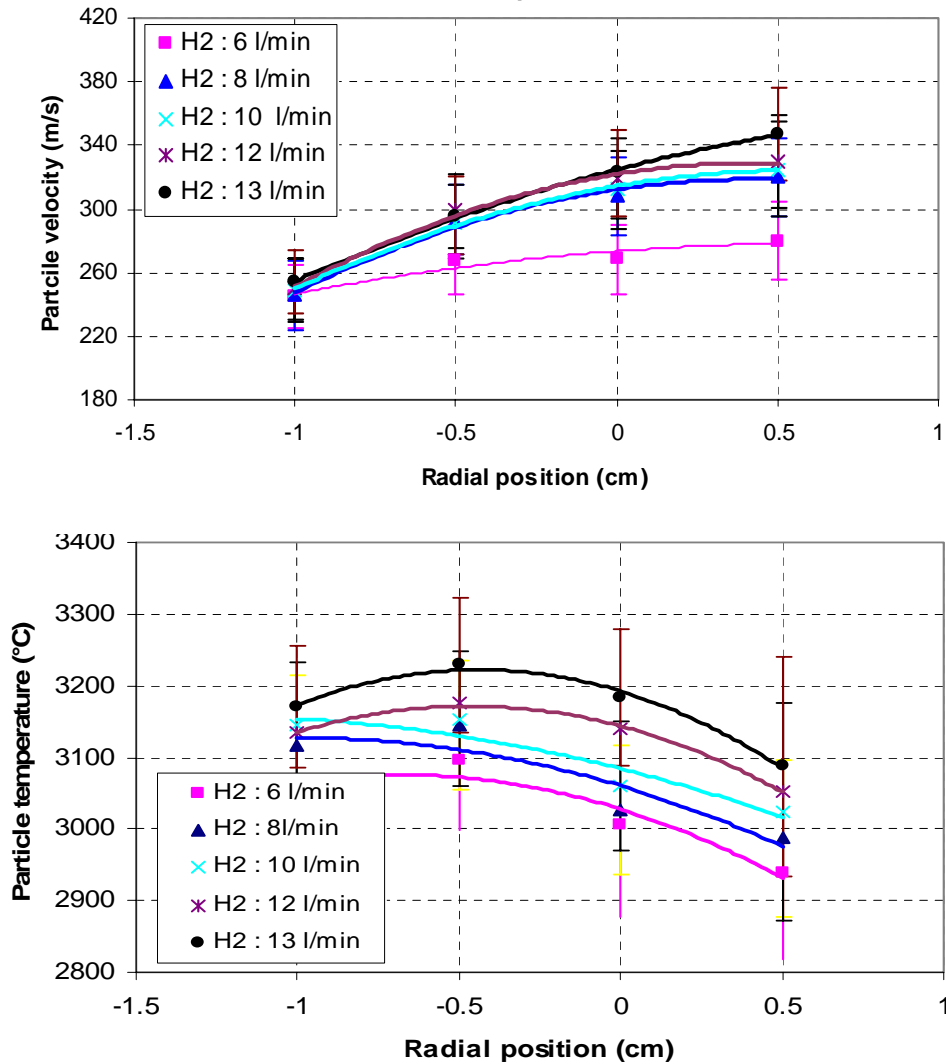 420
380
340
300
260
220
180
Partcile velocity (m/s)
H2 : 6 l/min
H2 : 8 l/min
H2 : 10 l/min
H2 : 12 l/min
H2 : 13 l/min
-1.5 -1 -0.5 0 0.5 1
Radial position (cm)
3400
3300
3200
3100
3000
2900
2800
Particle temperature (°C)
H2 : 6 l/min
H2 : 8l/min
H2 : 10 l/min
H2 : 12 l/min
H2 : 13 l/min
-1.5 -1 -0.5 0 0.5 1
Radial position (cm)